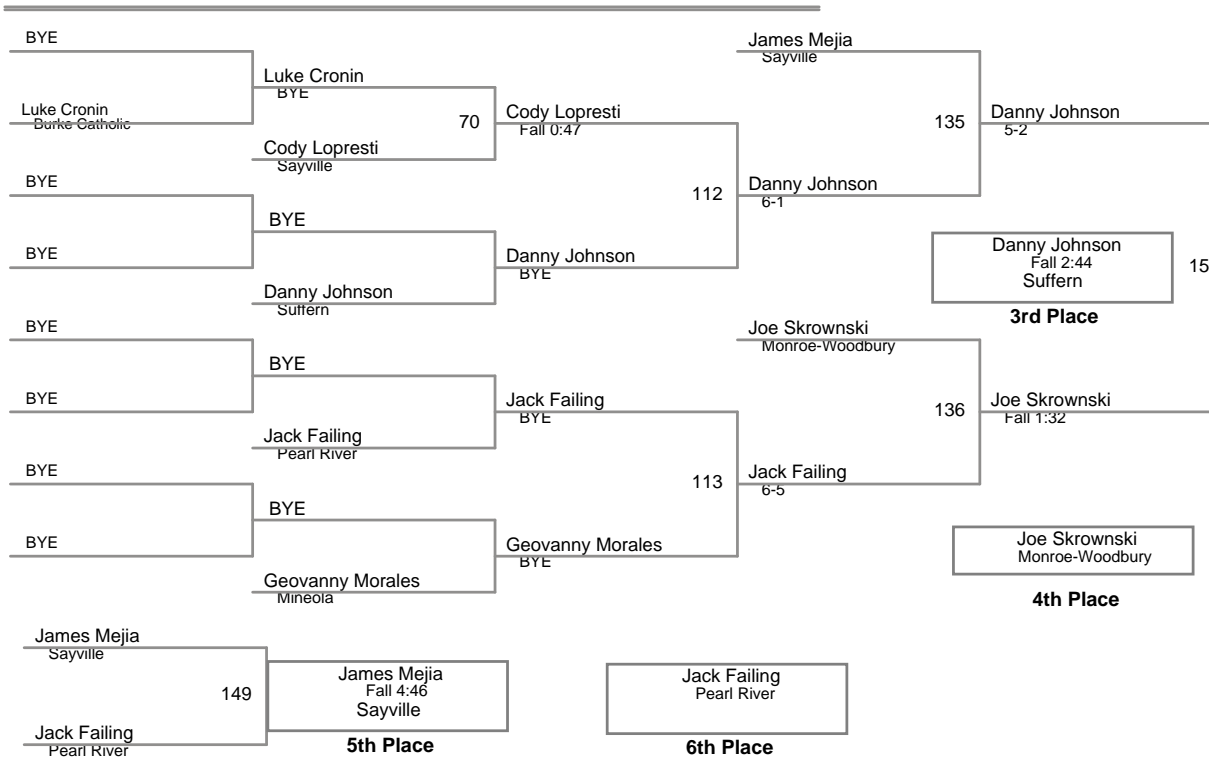 BYE
Luke Cronin
Burke Catholic
BYE
BYE
BYE
BYE
BYE
BYE
Luke Cronin
BYE
70
Cody Lopresti
Sayville
BYE
Danny Johnson
Suffern
BYE
Jack Failing
Pearl River
BYE
Geovanny Morales
Mineola
Cody Lopresti
Fall 0:47
112
Danny Johnson
BYE
Jack Failing
BYE
113
Geovanny Morales
BYE
James Mejia
Sayville
135
Danny Johnson
6-1
Joe Skrownski
Monroe-Woodbury
136
Jack Failing
6-5
Danny Johnson
5-2
Danny Johnson
Fall 2:44
Suffern
15
3rd Place
Joe Skrownski
Fall 1:32
Joe Skrownski
Monroe-Woodbury
4th Place
James Mejia
Sayville
149
Jack Failing
Pearl River
James Mejia
Fall 4:46
Sayville
5th Place
Jack Failing
Pearl River
6th Place